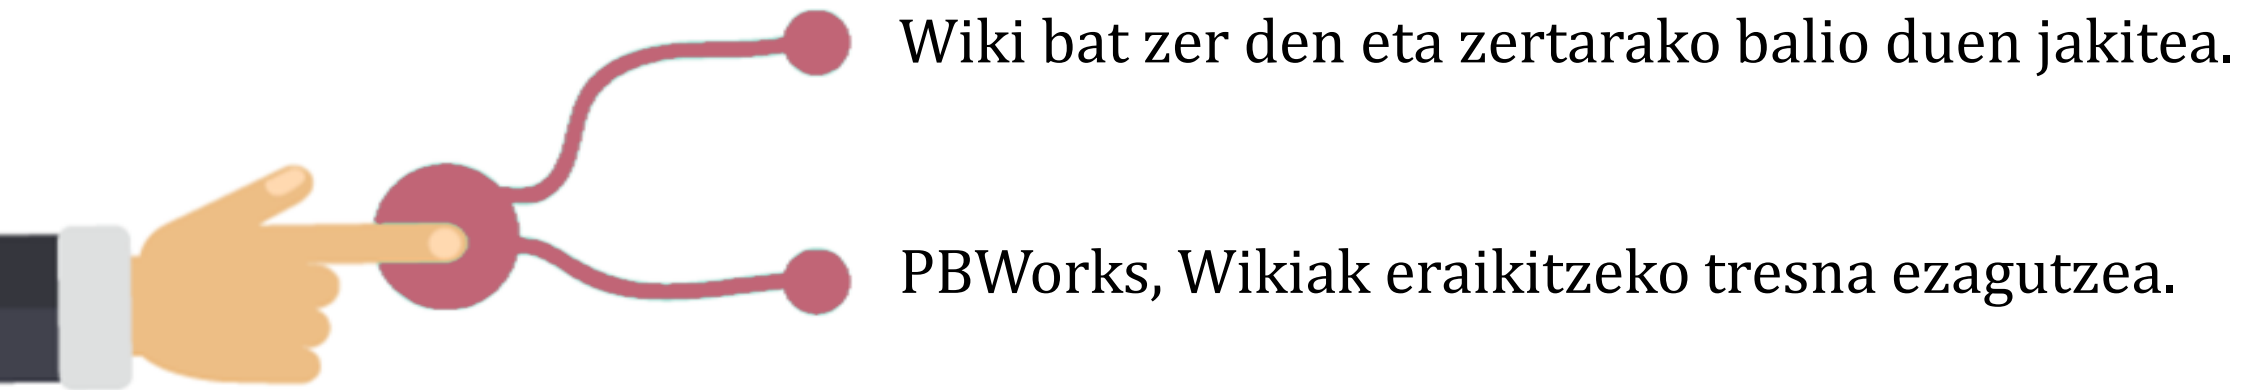 Wiki bat zer den eta zertarako balio duen jakitea.
PBWorks, Wikiak eraikitzeko tresna ezagutzea.